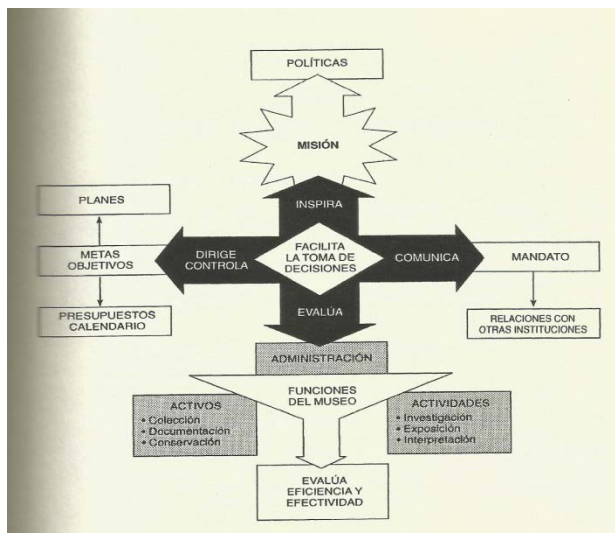 POLÍTICAS
MISIÓN
INSPIRA
PLANES
METAS
OBJETIVOS
PRESUPUESTOS
CALENDARIO
DIRIGE
CONTROLA
FACILITA
LA TOMA DE
DECISIONES
COMUNICA
MANDATO
RELACIONES CON
OTRAS INSTITUCIONES
EVALÚA
ADMINISTRACIÓN
FUNCIONES
DEL MUSEO
ACTIVOS
• Colección
• Documentación
• Conservación
ACTIVIDADES
• Investigación
• Exposición
• Interpretación
EVALÚA
EFICIENCIA Y
EFECTIVIDAD